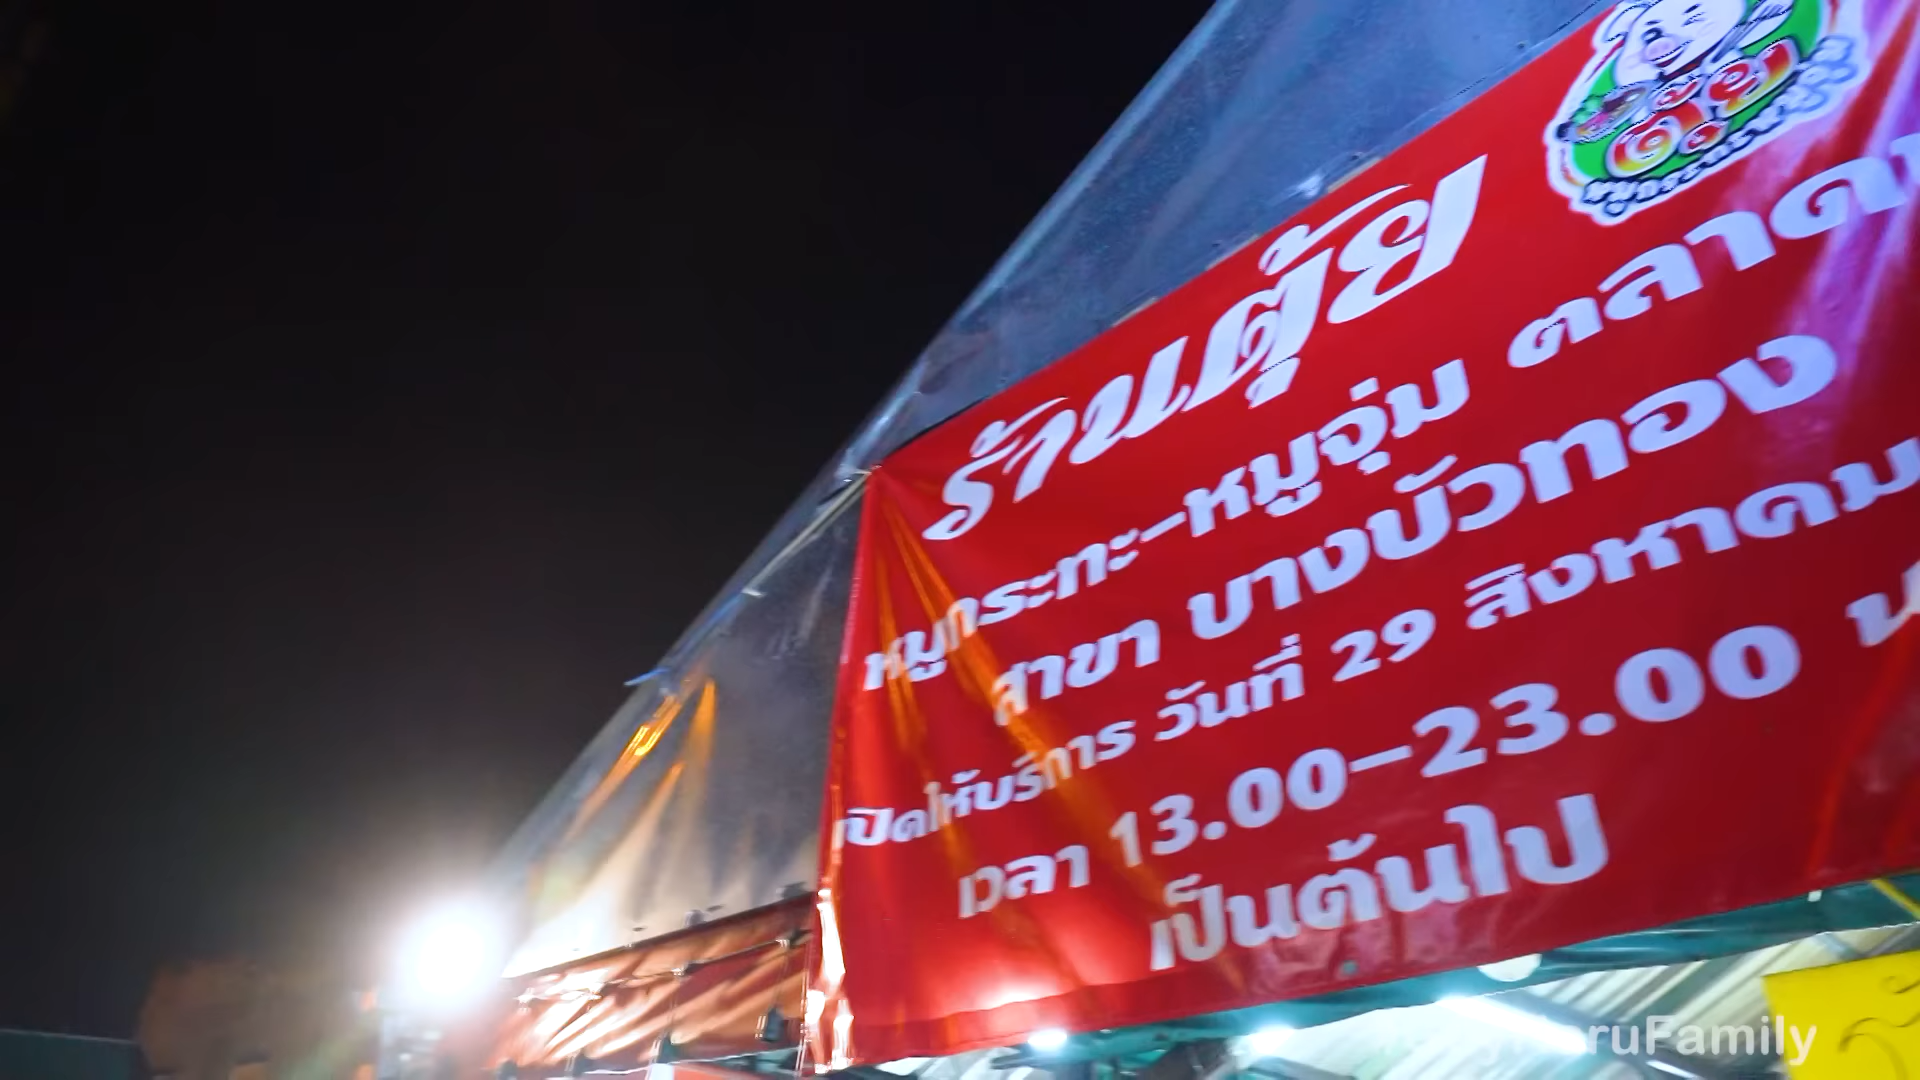 ตุ้ย
ร้านตุ้ย
หมูกระทะ-หมูจุ่ม ตลาด
สาขา บางบัวทอง
เปิดให้บริการ วันที่ 29 สิงหาคม
เวลา 13.00-23.00 น
เป็นต้นไป